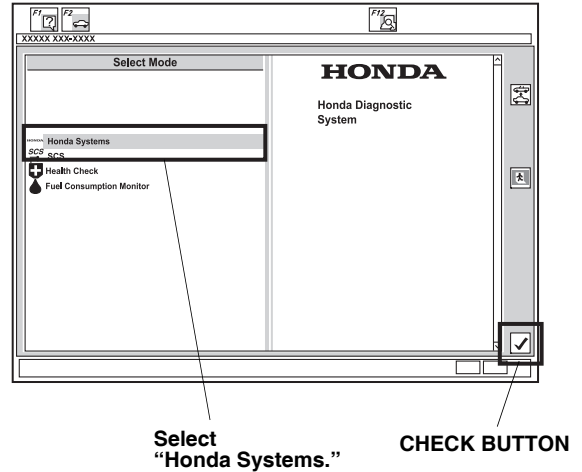 F1
F2
F12
XXXXX XXX-XXXX
Select Mode
HONDA
Honda Diagnostic
System
HONDA Honda Systems
SCS SCS
Health Check
Fuel Consumption Monitor
Select
“Honda Systems.”
CHECK BUTTON